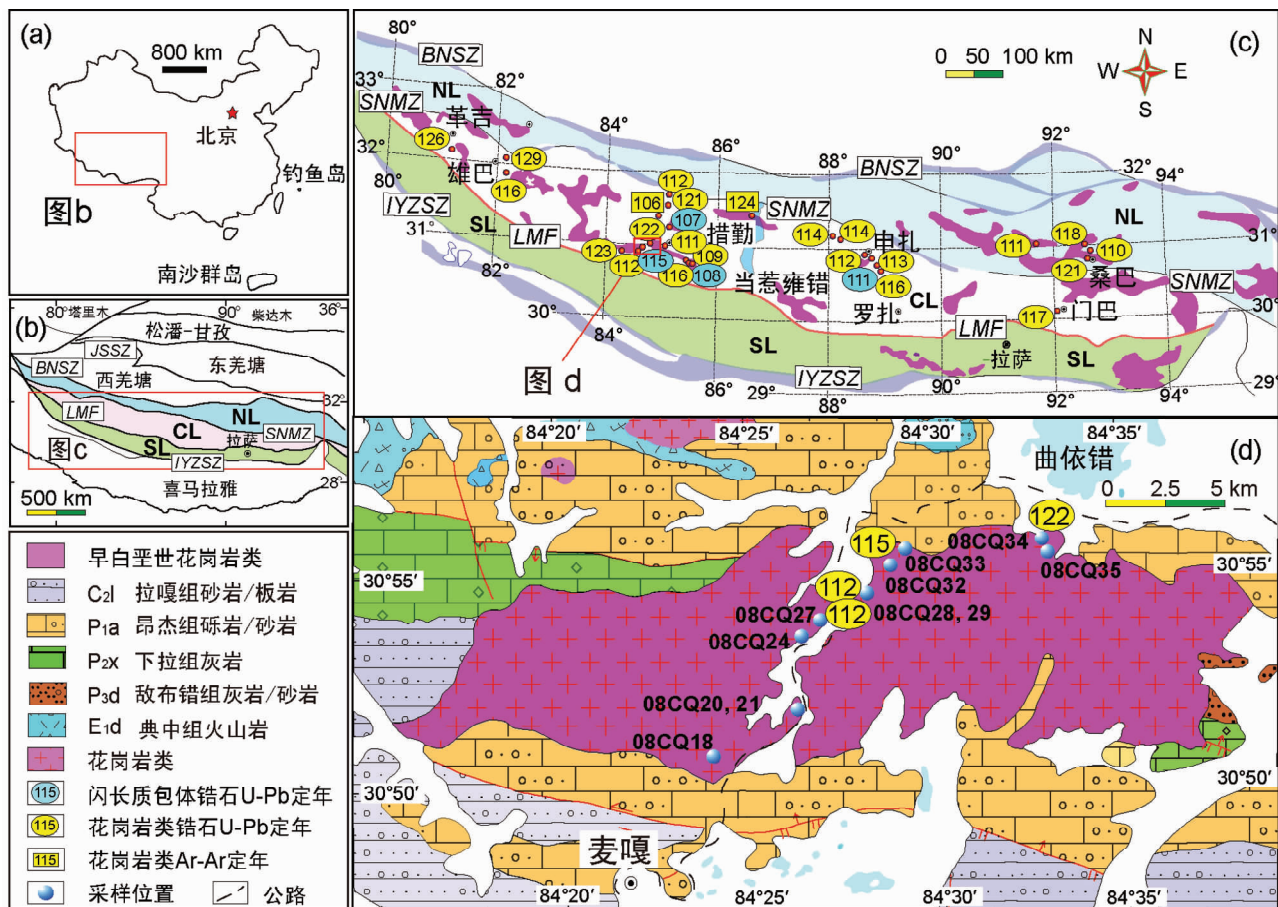 (a)
800 km
北京
钓鱼岛
图b
南沙群岛
(b)
80°
塔里木
90°
柴达木
36°
松潘-甘孜
JSSZ
东羌塘
BNSZ
西羌塘
32°
LMF
NL
CL
SNMZ
SL
拉萨
图c
IYZSZ
28°
喜马拉雅
500 km
早白垩世花岗岩类
C2l 拉嘎组砂岩/板岩
P1a 昂杰组砾岩/砂岩
P2x 下拉组灰岩
P3d 敌布错组灰岩/砂岩
E1d 典中组火山岩
花岗岩类
115 闪长质包体锆石U-Pb定年
115 花岗岩类锆石U-Pb定年
115 花岗岩类Ar-Ar定年
采样位置
公路
(c)
80°
BNSZ
0 50 100 km
N
W E
S
33°
82°
SNMZ
NL
革吉
84°
92°
32°
126
86°
88°
90°
BNSZ
32°
94°
129
雄巴
80°
116
112
IYZSZ
106
121
124
SNMZ
NL
31°
SL
107
114
114
118
31°
LMF
122
措勤
申扎
111
110
123
111
112
113
82°
115
109
111
121
桑巴
112
116
108
当惹雍错
116
SNMZ
30°
CL
罗扎
117
门巴
84°
SL
LMF
30°
拉萨
SL
图 d
86°
29°
IYZSZ
88°
90°
92°
94°
29°
84°20′
84°25′
84°30′
84°35′
(d)
曲依错
0 2.5 5 km
122
115
08CQ34
08CQ33
08CQ35
30°55′
30°55′
08CQ32
112
08CQ27
112
08CQ28, 29
08CQ24
08CQ20, 21
08CQ18
30°50′
30°50′
麦嘎
84°20′
84°25′
84°30′
84°35′